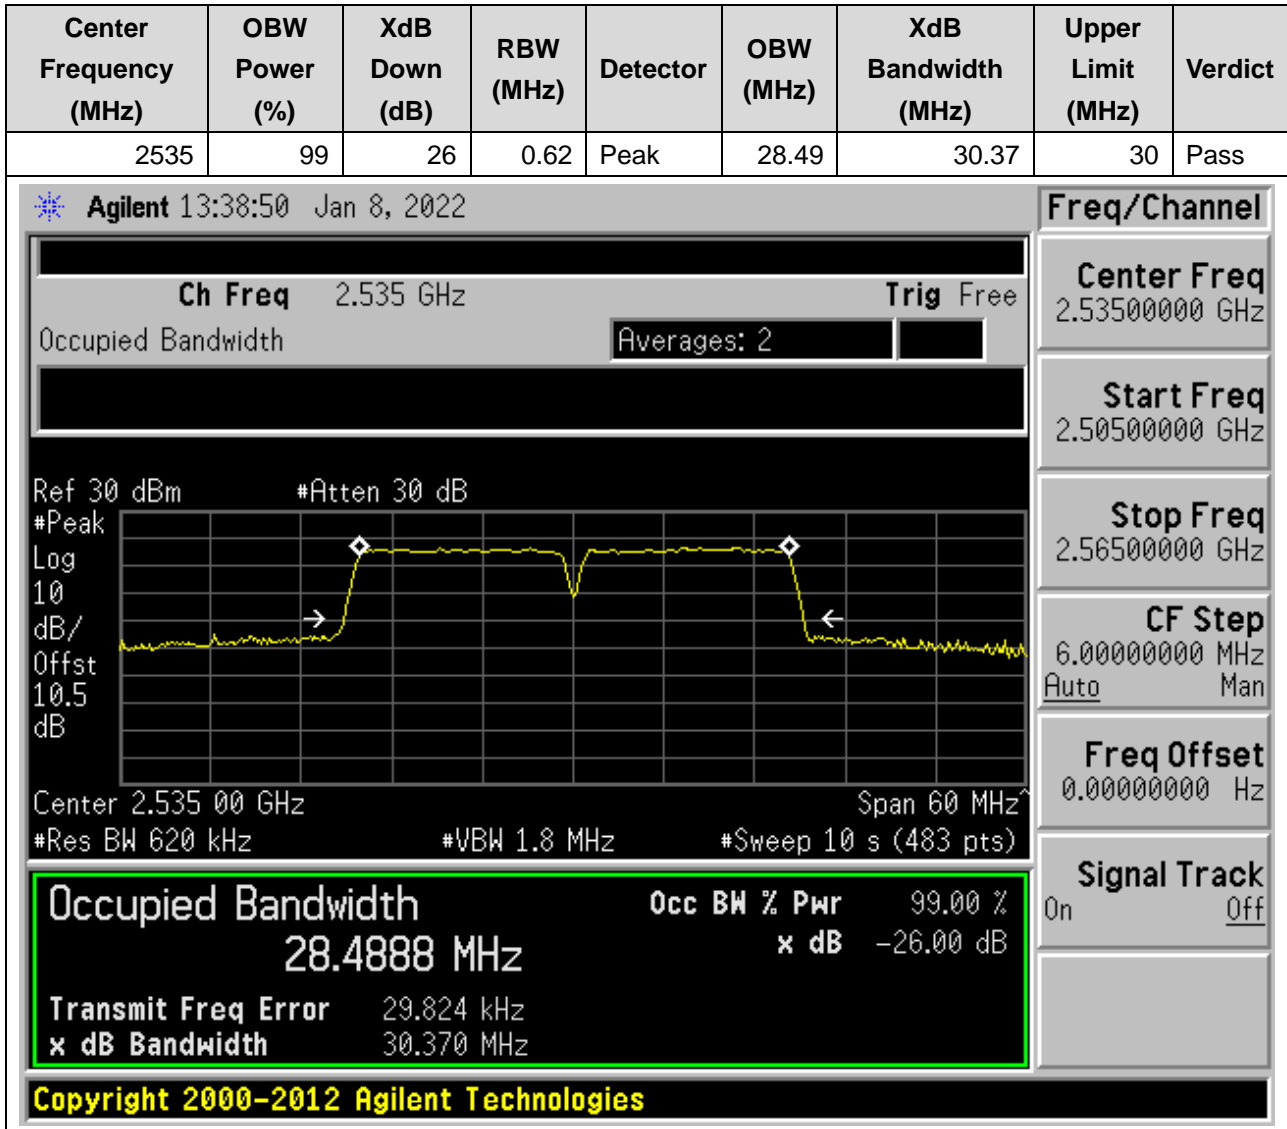 Center Frequency (MHz) OBW Power (%) XdB Down (dB) RBW (MHz) Detector OBW (MHz) XdB Bandwidth (MHz) Upper Limit (MHz) Verdict
2535 99 26 0.62 Peak 28.49 30.37 30 Pass
Agilent 13:38:50 Jan 8, 2022
Freq/Channel
Ch Freq 2.535 GHz Trig Free
Occupied Bandwidth Averages: 2
Center Freq
2.53500000 GHz
Start Freq
2.50500000 GHz
Stop Freq
2.56500000 GHz
CF Step
6.00000000 MHz
Auto Man
Freq Offset
0.00000000 Hz
Signal Track
On Off
Ref 30 dBm #Atten 30 dB
#Peak
Log
10
dB/
Offst
10.5
dB
Center 2.535 00 GHz Span 60 MHz^
#Res BW 620 kHz #VBW 1.8 MHz #Sweep 10 s (483 pts)
Occupied Bandwidth Occ BW % Pwr 99.00 %
28.4888 MHz x dB -26.00 dB
Transmit Freq Error 29.824 kHz
x dB Bandwidth 30.370 MHz
Copyright 2000-2012 Agilent Technologies